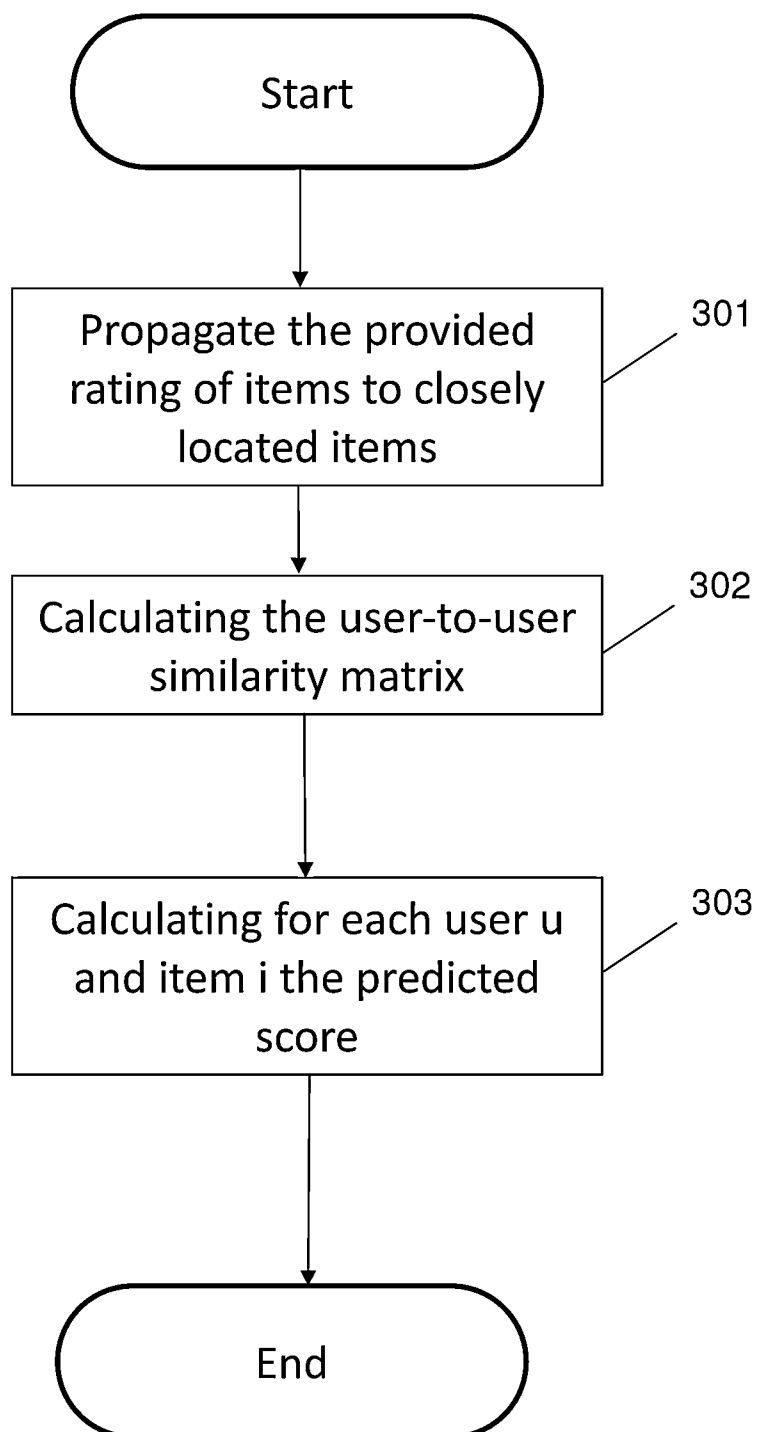 Start
301
Propagate the provided
rating of items to closely
located items
302
Calculating the user-to-user
similarity matrix
303
Calculating for each user u
and item i the predicted
score
End